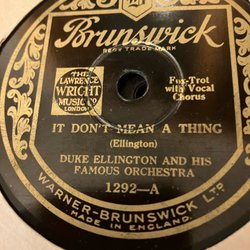 Brunswick
REGD TRADE MARK
THE
LAWRENCE
WRIGHT
MUSIC CO
LONDON
Fox-Trot
with Vocal
Chorus
IT DON'T MEAN A THING
(Ellington)
DUKE ELLINGTON AND HIS
FAMOUS ORCHESTRA
1292—A
WARNER-BRUNSWICK LTD.
MADE IN ENGLAND.